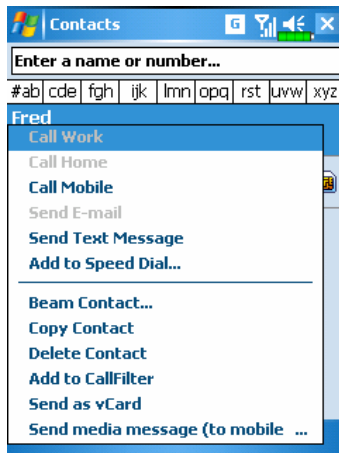 Contacts
G
Enter a name or number...
#ab cde fgh ijk lmn opq rst uvw xyz
Fred
Call Work
Call Home
Call Mobile
Send E-mail
Send Text Message
Add to Speed Dial...
Beam Contact...
Copy Contact
Delete Contact
Add to CallFilter
Send as vCard
Send media message (to mobile ...